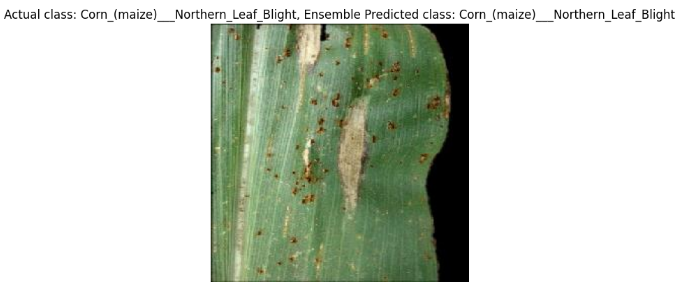 Actual class: Corn_(maize)___Northern_Leaf_Blight, Ensemble Predicted class: Corn_(maize)___Northern_Leaf_Blight